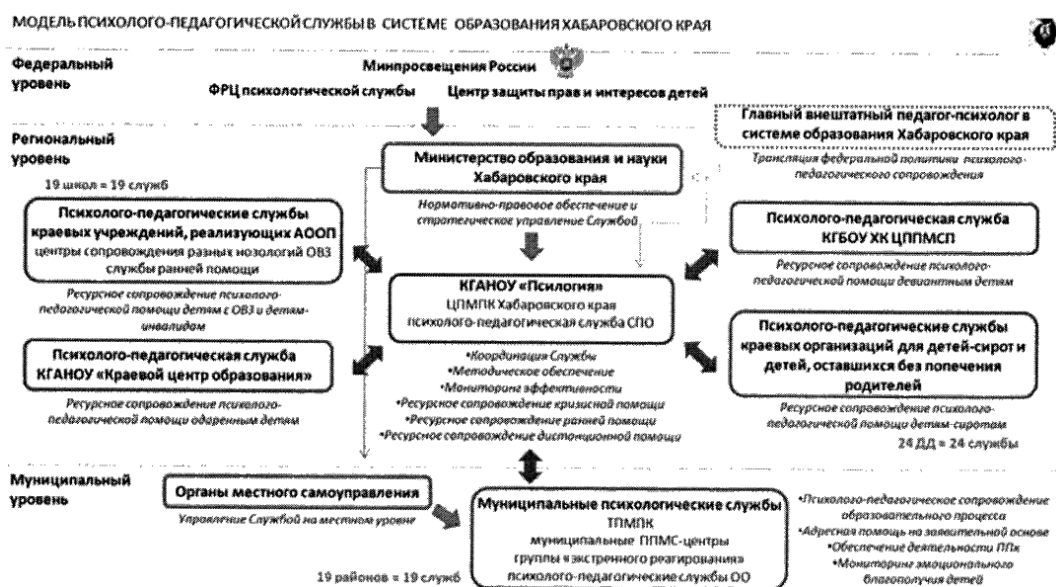 МОДЕЛЬ ПСИХОЛОГО-ПЕДАГОГИЧЕСКОЙ СЛУЖБЫ В СИСТЕМЕ ОБРАЗОВАНИЯ ХАБАРОВСКОГО КРАЯ
Федеральный
уровень
Минпросвещения России
ФРЦ психологической службы
Центр защиты прав и интересов детей
Главный внештатный педагог-психолог в
системе образования Хабаровского края
Трансляция федеральной политики психолого-
педагогического сопровождения
Региональный
уровень
Министерство образования и науки
Хабаровского края
Нормативно-правовое обеспечение и
стратегическое управление Службой
19 школ = 19 служб
Психолого-педагогические службы
краевых учреждений, реализующих АООП
центры сопровождения разных нозологий ОВЗ
службы ранней помощи
Ресурсное сопровождение психолого-
педагогической помощи детям с ОВЗ и детям-
инвалидам
Психолого-педагогическая служба
КГБОУ ХК ЦППМСП
Ресурсное сопровождение психолого-
педагогической помощи девиантным детям
КГАНОУ «Псилогия»
ЦПМПК Хабаровского края
психолого-педагогическая служба СПО
•Координация Службы
•Методическое обеспечение
•Мониторинг эффективности
•Ресурсное сопровождение кризисной помощи
•Ресурсное сопровождение ранней помощи
•Ресурсное сопровождение дистанционной помощи
Психолого-педагогическая служба
КГАНОУ «Краевой центр образования»
Ресурсное сопровождение психолого-
педагогической помощи одаренным детям
Психолого-педагогические службы
краевых организаций для детей-сирот и
детей, оставшихся без попечения
родителей
Ресурсное сопровождение психолого-
педагогической помощи детям-сиротам
24 ДД = 24 службы
Муниципальный
уровень
Органы местного самоуправления
Управление Службой на местном уровне
19 районов = 19 служб
Муниципальные психологические службы
ТПМПК
муниципальные ППМС-центры
группы «экстренного реагирования»
психолого-педагогические службы ОО
•Психолого-педагогическое сопровождение
образовательного процесса
•Адресная помощь на заявительной основе
•Обеспечение деятельности ППк
•Мониторинг эмоционального
благополучия детей